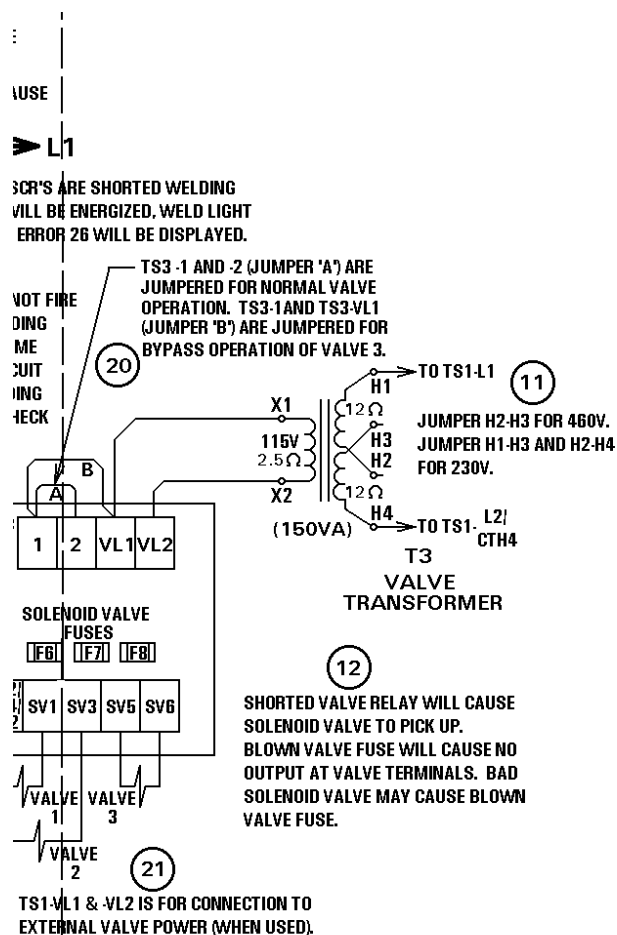 L1
SCR'S ARE SHORTED WELDING
WILL BE ENERGIZED, WELD LIGHT
ERROR 26 WILL BE DISPLAYED.
TS3 -1 AND -2 (JUMPER 'A') ARE
JUMPERED FOR NORMAL VALVE
OPERATION. TS3-1AND TS3-VL1
(JUMPER 'B') ARE JUMPERED FOR
BYPASS OPERATION OF VALVE 3.
NOT FIRE
ME
20
TO TS1-L1
11
H1
X1
12Ω
JUMPER H2-H3 FOR 460V.
115V
H3
JUMPER H1-H3 AND H2-H4
2.5Ω
H2
FOR 230V.
B
A
X2
12Ω
H4
(150VA)
TO TS1- L2/
CTH4
1 2 VL1 VL2
T3
VALVE
TRANSFORMER
SOLENOID VALVE
FUSES
F6 F7 F8
12
SV1 SV3 SV5 SV6
SHORTED VALVE RELAY WILL CAUSE
SOLENOID VALVE TO PICK UP.
BLOWN VALVE FUSE WILL CAUSE NO
OUTPUT AT VALVE TERMINALS. BAD
SOLENOID VALVE MAY CAUSE BLOWN
VALVE FUSE.
VALVE
1
VALVE
3
VALVE
2
21
TS1-VL1 & -VL2 IS FOR CONNECTION TO
EXTERNAL VALVE POWER (WHEN USED).